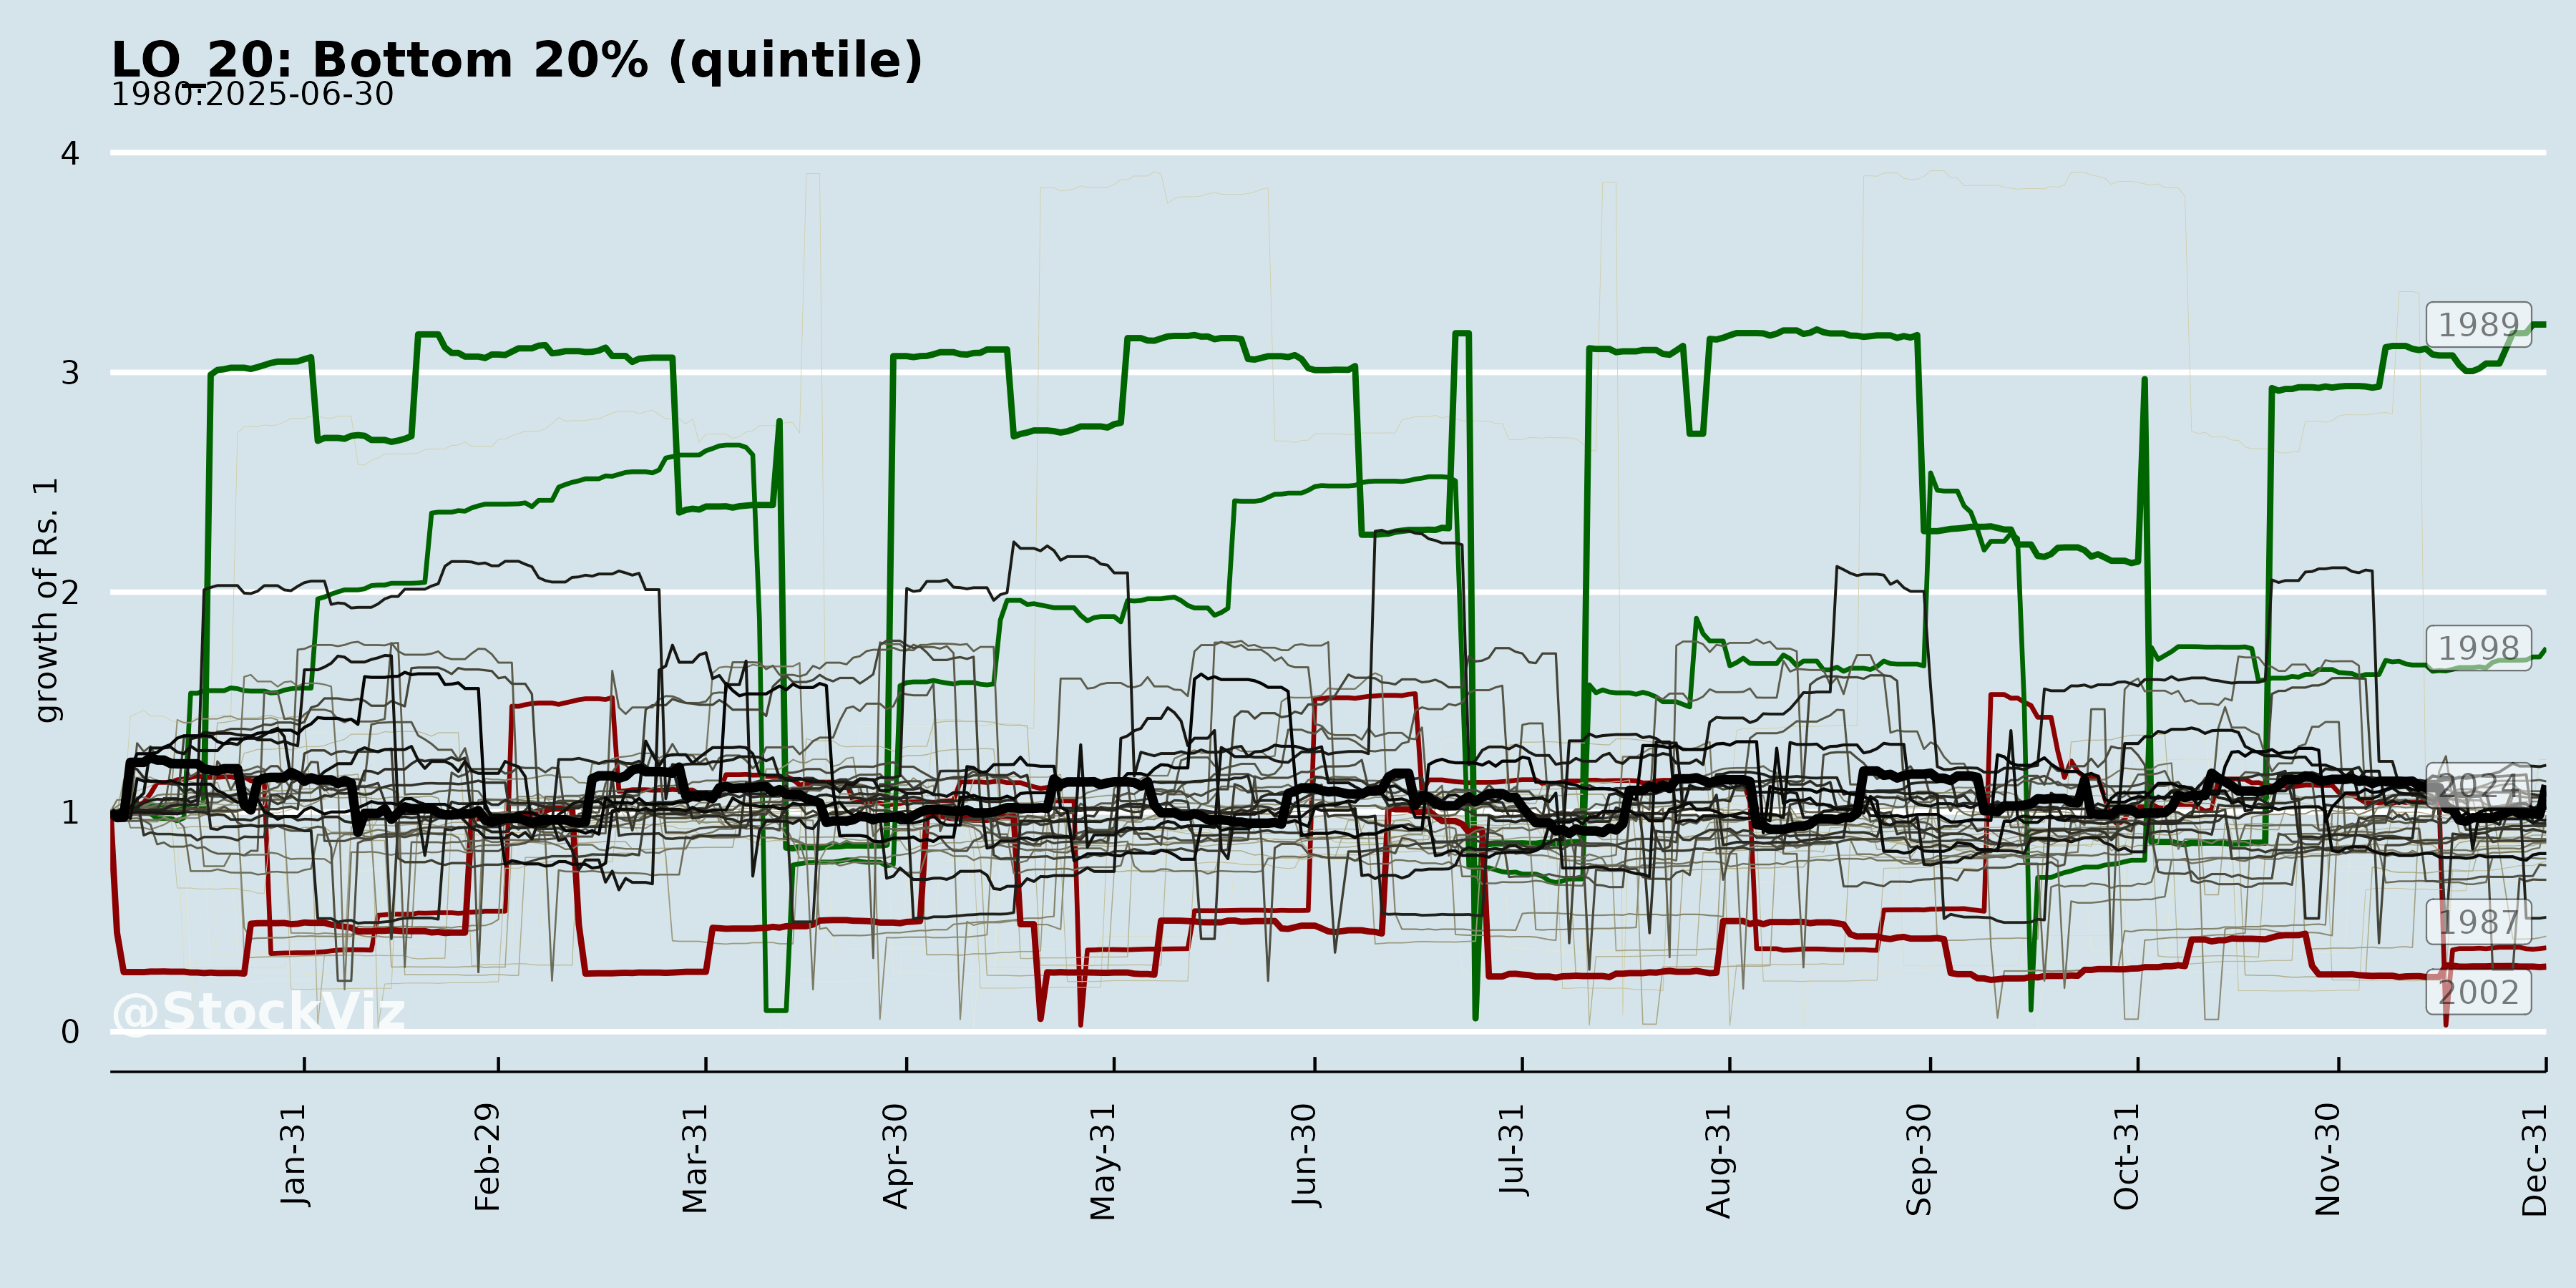 LO_20: Bottom 20% (quintile)
1980:2025-06-30
4
3
2
1
0
growth of Rs. 1
1989
1998
2024
1987
2002
@StockViz
Jan-31
Feb-29
Mar-31
Apr-30
May-31
Jun-30
Jul-31
Aug-31
Sep-30
Oct-31
Nov-30
Dec-31